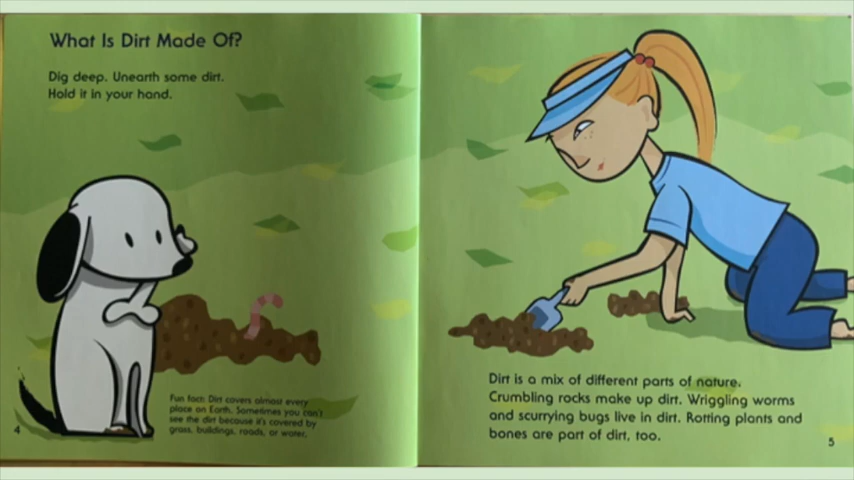 What Is Dirt Made Of?
Dig deep. Unearth some dirt.
Hold it in your hand.
Fun fact: Dirt covers almost every
place on Earth. Sometimes you can't
see the dirt because it's covered by
grass, buildings, roads, or water.
4
Dirt is a mix of different parts of nature.
Crumbling rocks make up dirt. Wriggling worms
and scurrying bugs live in dirt. Rotting plants and
bones are part of dirt, too.
5